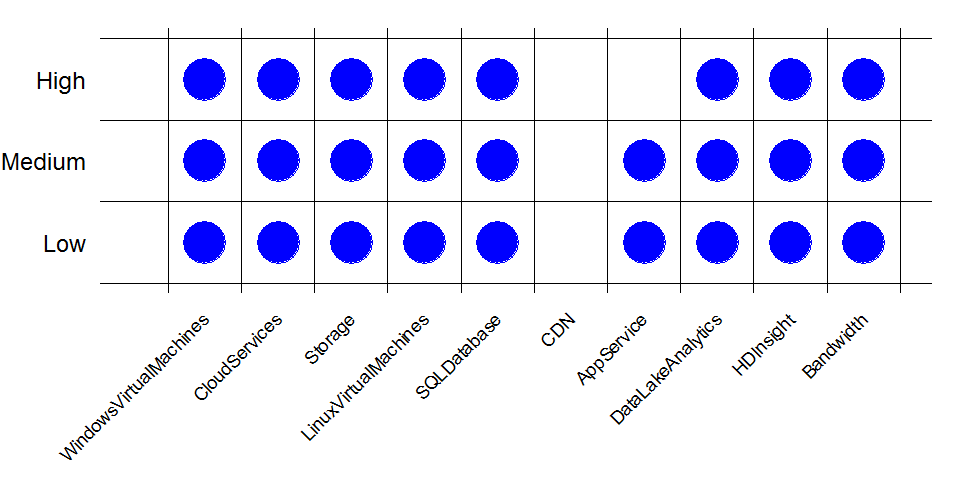 High
Medium
Low
WindowsVirtualMachines
CloudServices
Storage
LinuxVirtualMachines
SQLDatabase
CDN
AppService
DataLakeAnalytics
HDInsight
Bandwidth